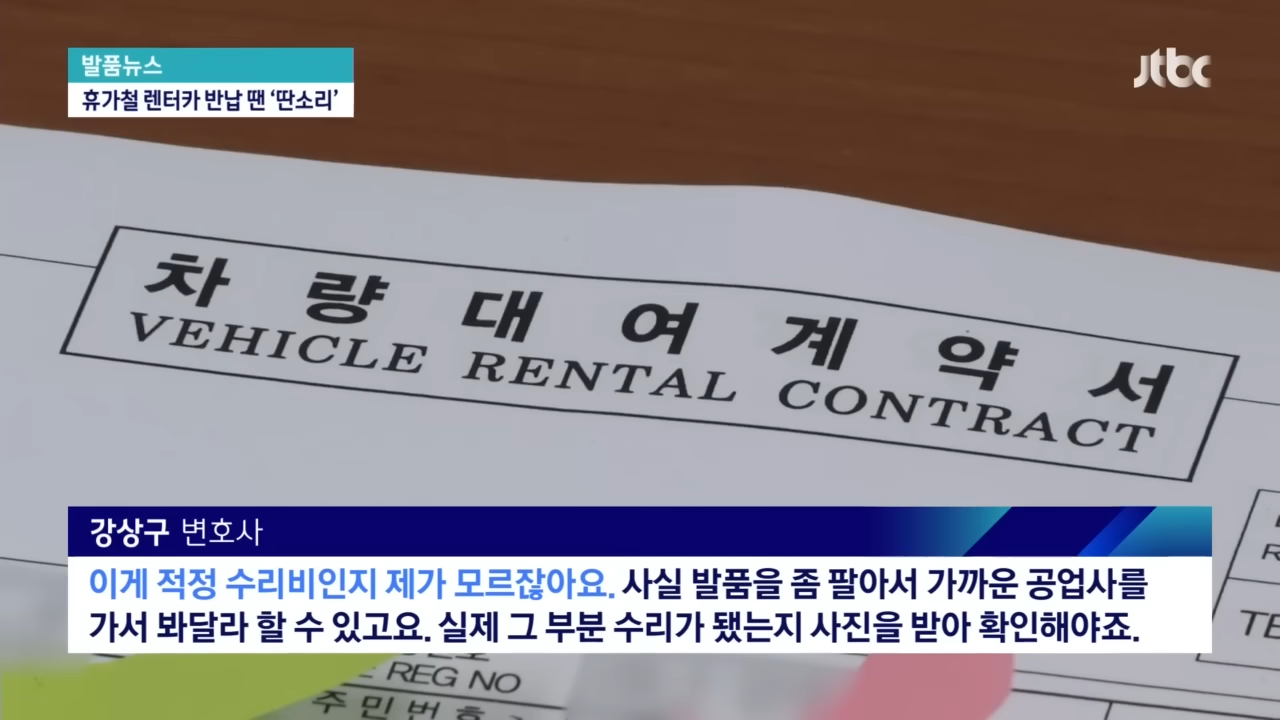 발품뉴스
jtbc
휴가철 렌터카 반납 땐 ‘딴소리’
차량대여계약서
VEHICLE RENTAL CONTRACT
강상구 변호사
이게 적정 수리비인지 제가 모르잖아요. 사실 발품을 좀 팔아서 가까운 공업사를
가서 봐달라 할 수 있고요. 실제 그 부분 수리가 됐는지 사진을 받아 확인해야죠.
TE
REG NO
주민번호